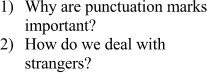 1) Why are punctuation marks
important?
2) How do we deal with
strangers?